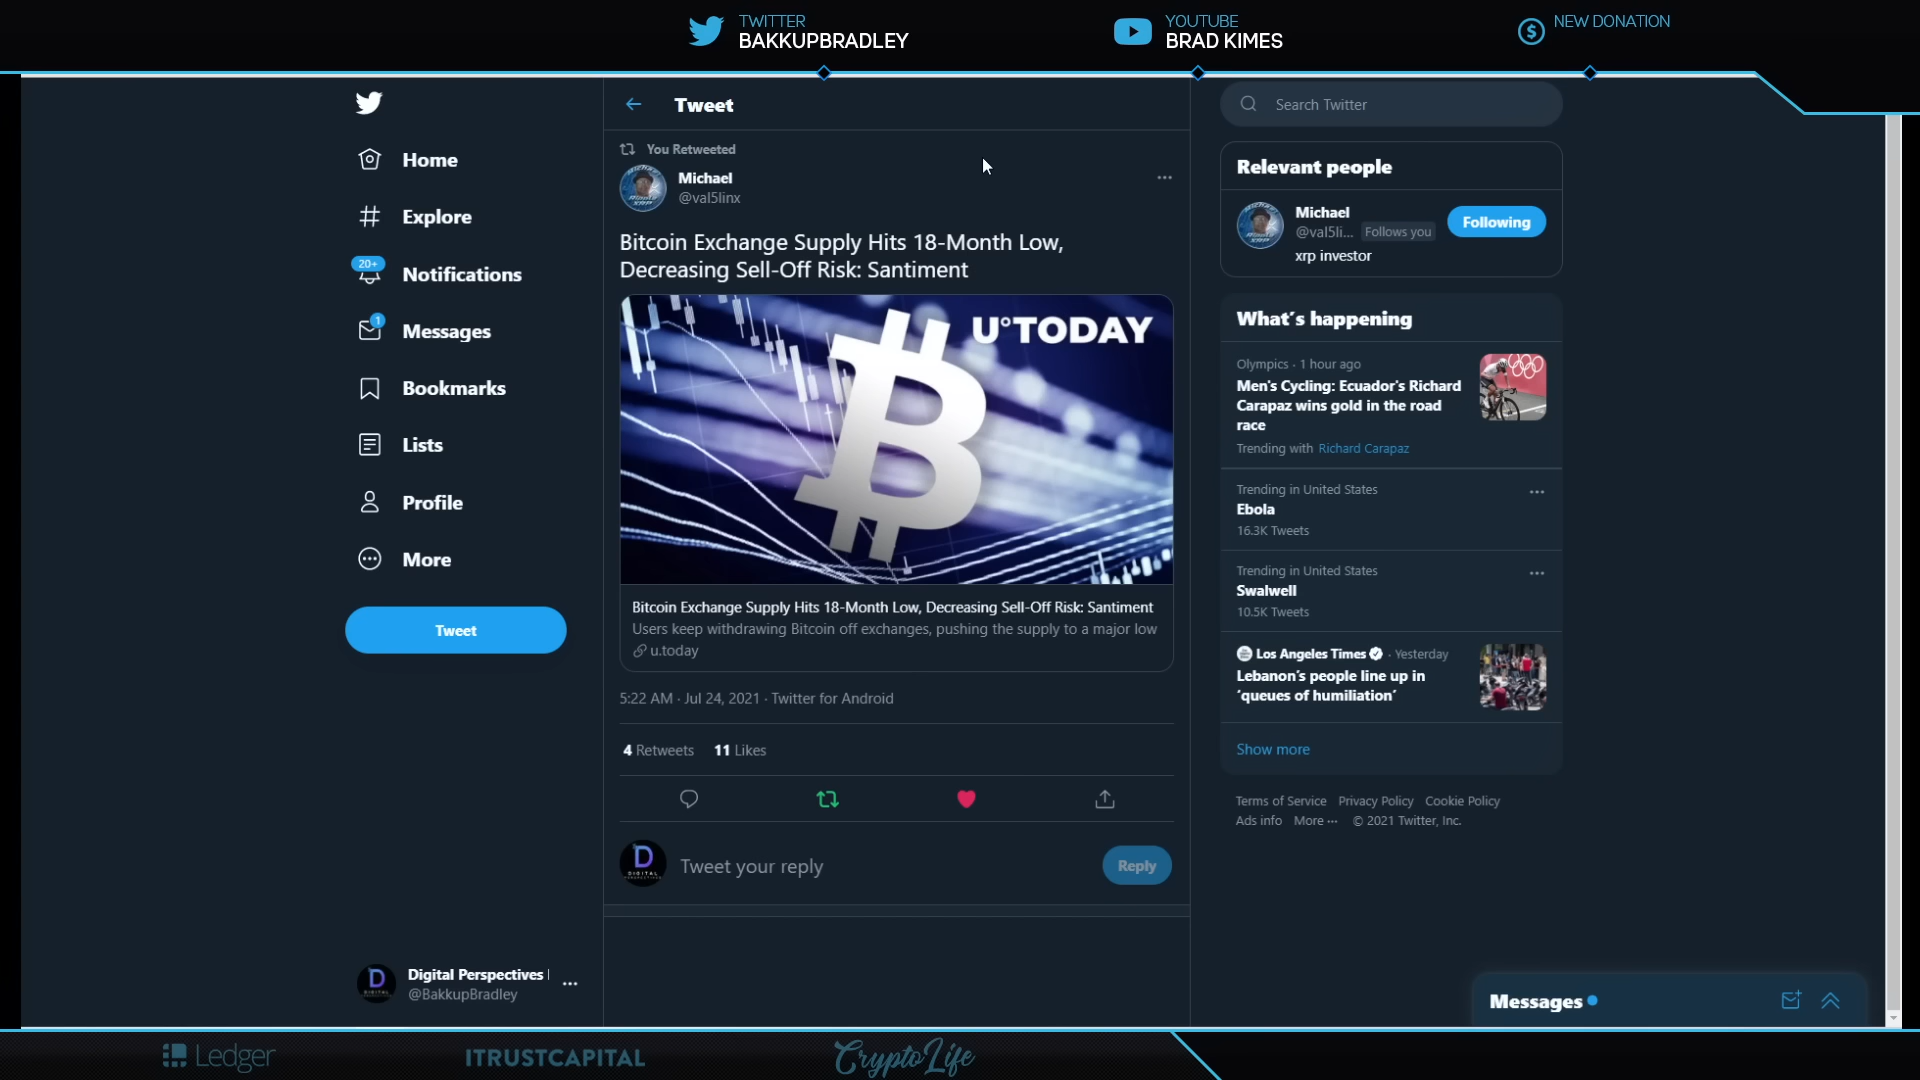 TWITTER
BAKKUPBRADLEY
YOUTUBE
BRAD KIMES
NEW DONATION
Home
Explore
20+
Notifications
1
Messages
Bookmarks
Lists
Profile
More
Tweet
Digital Perspectives
@BakkupBradley
Tweet
You Retweeted
Michael
@val5linx
Bitcoin Exchange Supply Hits 18-Month Low,
Decreasing Sell-Off Risk: Santiment
U°TODAY
Bitcoin Exchange Supply Hits 18-Month Low, Decreasing Sell-Off Risk: Santiment
Users keep withdrawing Bitcoin off exchanges, pushing the supply to a major low
u.today
5:22 AM · Jul 24, 2021 · Twitter for Android
4 Retweets 11 Likes
D
DIGITAL
Tweet your reply
Reply
Search Twitter
Relevant people
Michael
@val5li... Follows you
Following
xrp investor
What's happening
Olympics · 1 hour ago
Men's Cycling: Ecuador's Richard
Carapaz wins gold in the road
race
Trending with Richard Carapaz
Trending in United States
Ebola
16.3K Tweets
Trending in United States
Swalwell
10.5K Tweets
Los Angeles Times · Yesterday
Lebanon's people line up in
'queues of humiliation'
Show more
Terms of Service Privacy Policy Cookie Policy
Ads info More ··· © 2021 Twitter, Inc.
Messages
Ledger
ITRUSTCAPITAL
CryptoLife